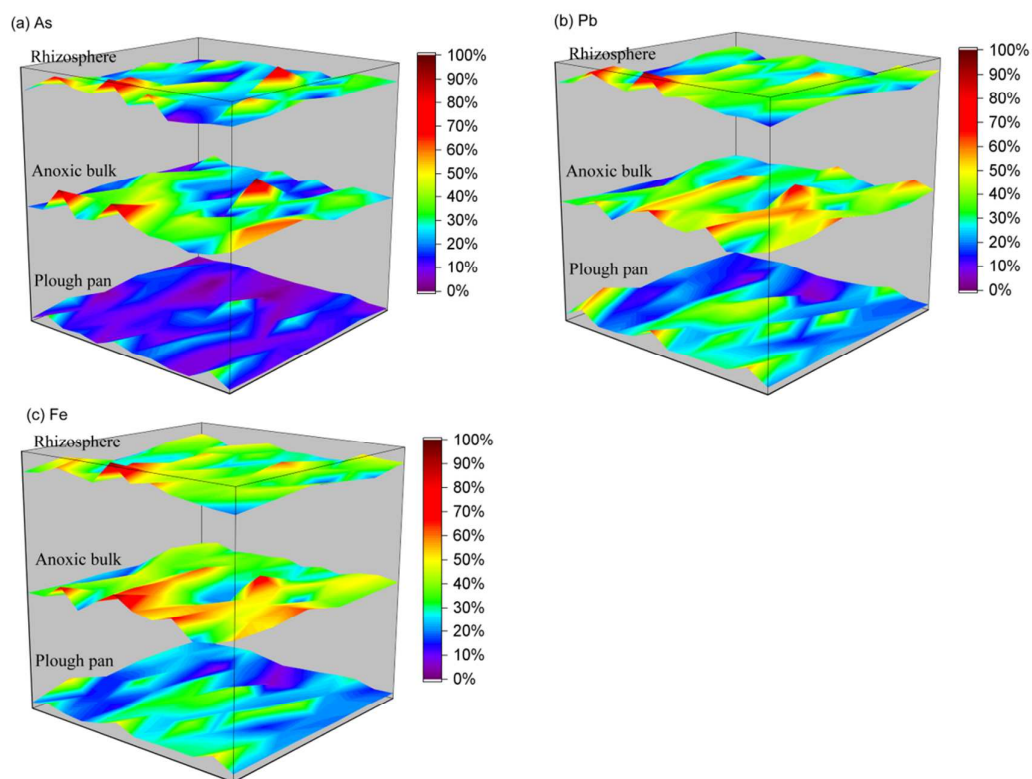 (a) As
Rhizosphere
Anoxic bulk
Plough pan
100%
90%
80%
70%
60%
50%
40%
30%
20%
10%
0%
(b) Pb
Rhizosphere
Anoxic bulk
Plough pan
100%
90%
80%
70%
60%
50%
40%
30%
20%
10%
0%
(c) Fe
Rhizosphere
Anoxic bulk
Plough pan
100%
90%
80%
70%
60%
50%
40%
30%
20%
10%
0%